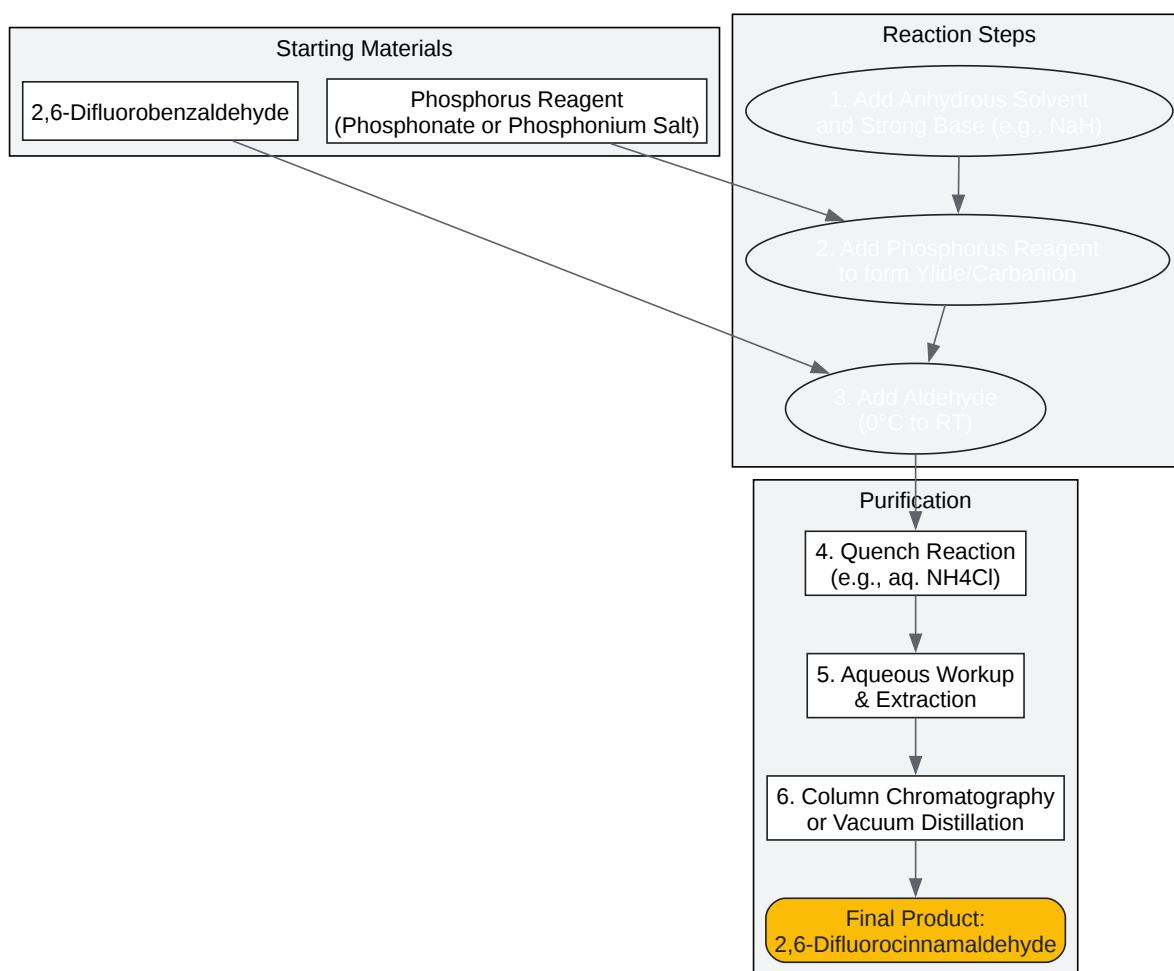 Starting Materials
2,6-Difluorobenzaldehyde
Phosphorus Reagent
(Phosphonate or Phosphonium Salt)
Reaction Steps
1. Add Anhydrous Solvent
and Strong Base (e.g., NaH)
2. Add Phosphorus Reagent
to form Ylide/Carbanion
3. Add Aldehyde
(0°C to RT)
Purification
4. Quench Reaction
(e.g., aq. NH4Cl)
5. Aqueous Workup
& Extraction
6. Column Chromatography
or Vacuum Distillation
Final Product:
2,6-Difluorocinnamaldehyde